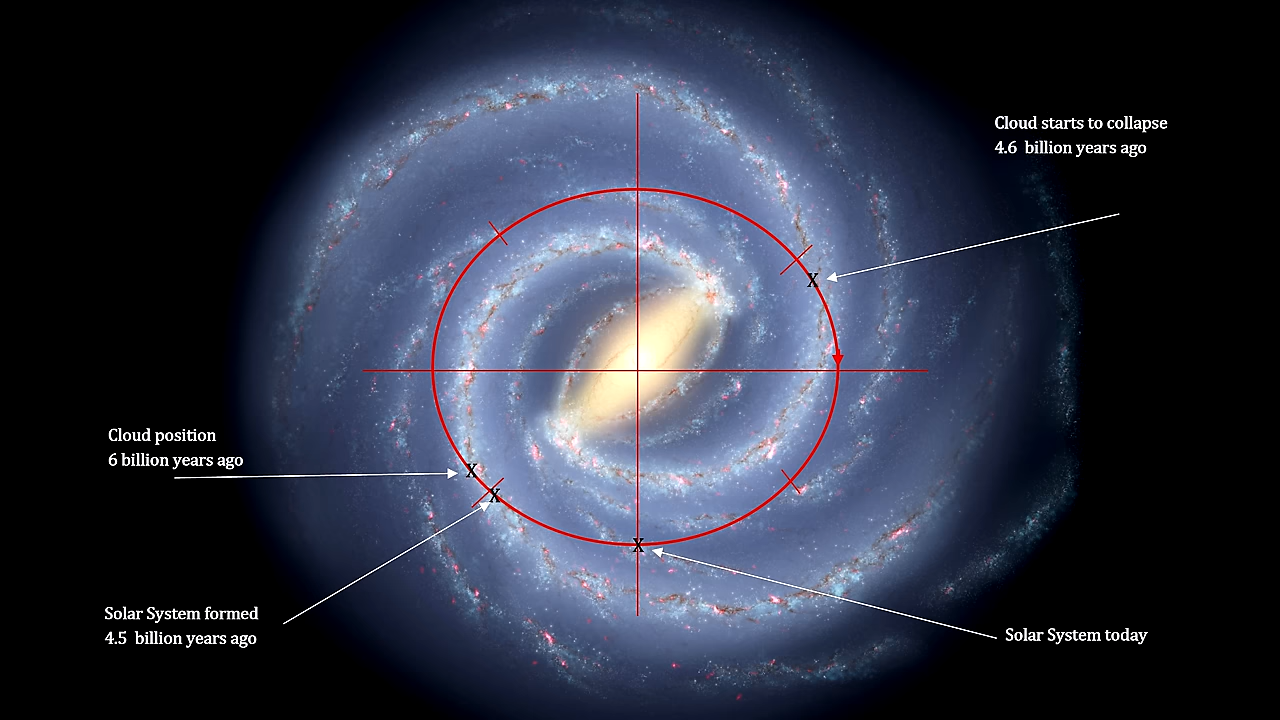 Cloud starts to collapse
4.6 billion years ago
X
Cloud position
6 billion years ago
X
X
X
Solar System formed
4.5 billion years ago
Solar System today